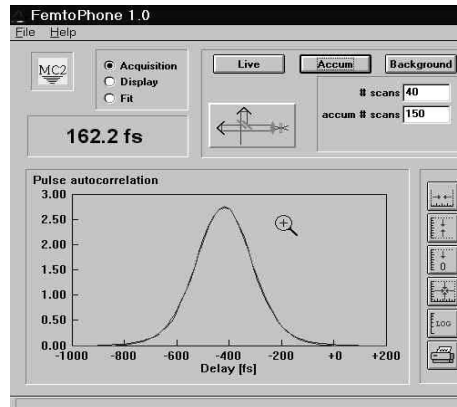 FemtoPhone 1.0
File Help
MC2
Acquisition
Display
Fit
Live Accum Background
# scans 40
accum # scans 150
162.2 fs
Pulse autocorrelation
3.00
2.50
2.00
1.50
1.00
0.50
0.00
-1000 -800 -600 -400 -200 +0 +200
Delay [fs]
0
LOG